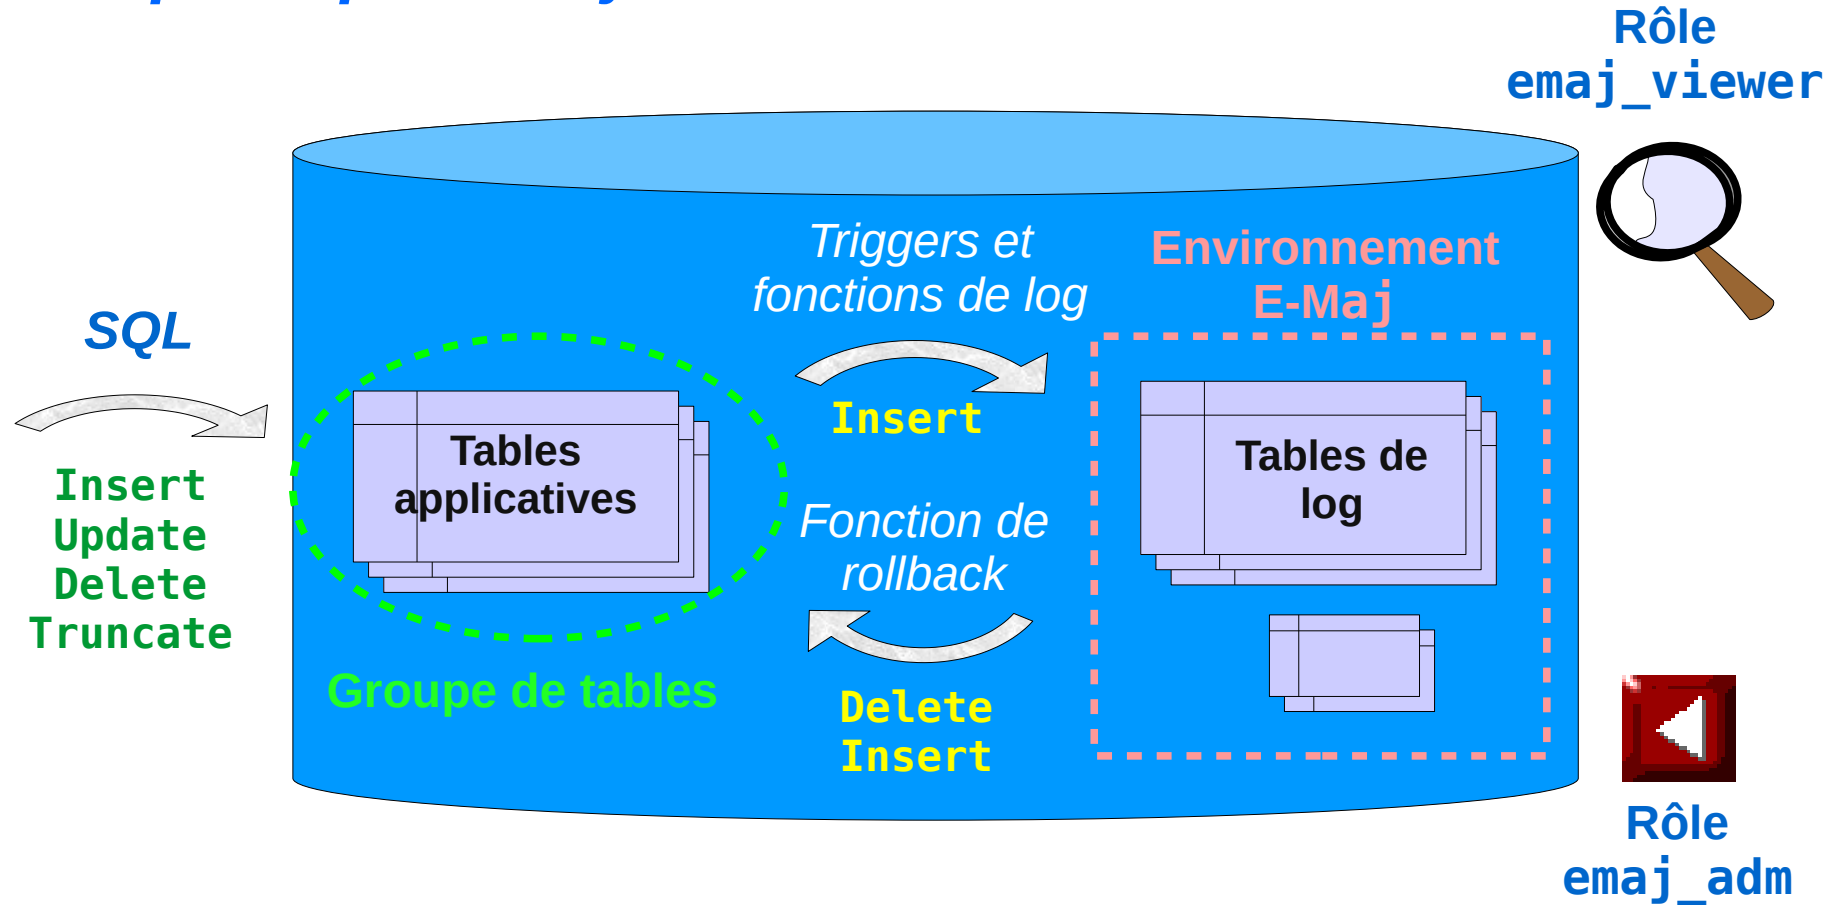 Rôle
emaj_viewer
Triggers et
fonctions de log
Environnement
E-Maj
SQL
Insert
Update
Delete
Truncate
Tables
applicatives
Groupe de tables
Insert
Fonction de
rollback
Delete
Insert
Tables de
log
Rôle
emaj_adm